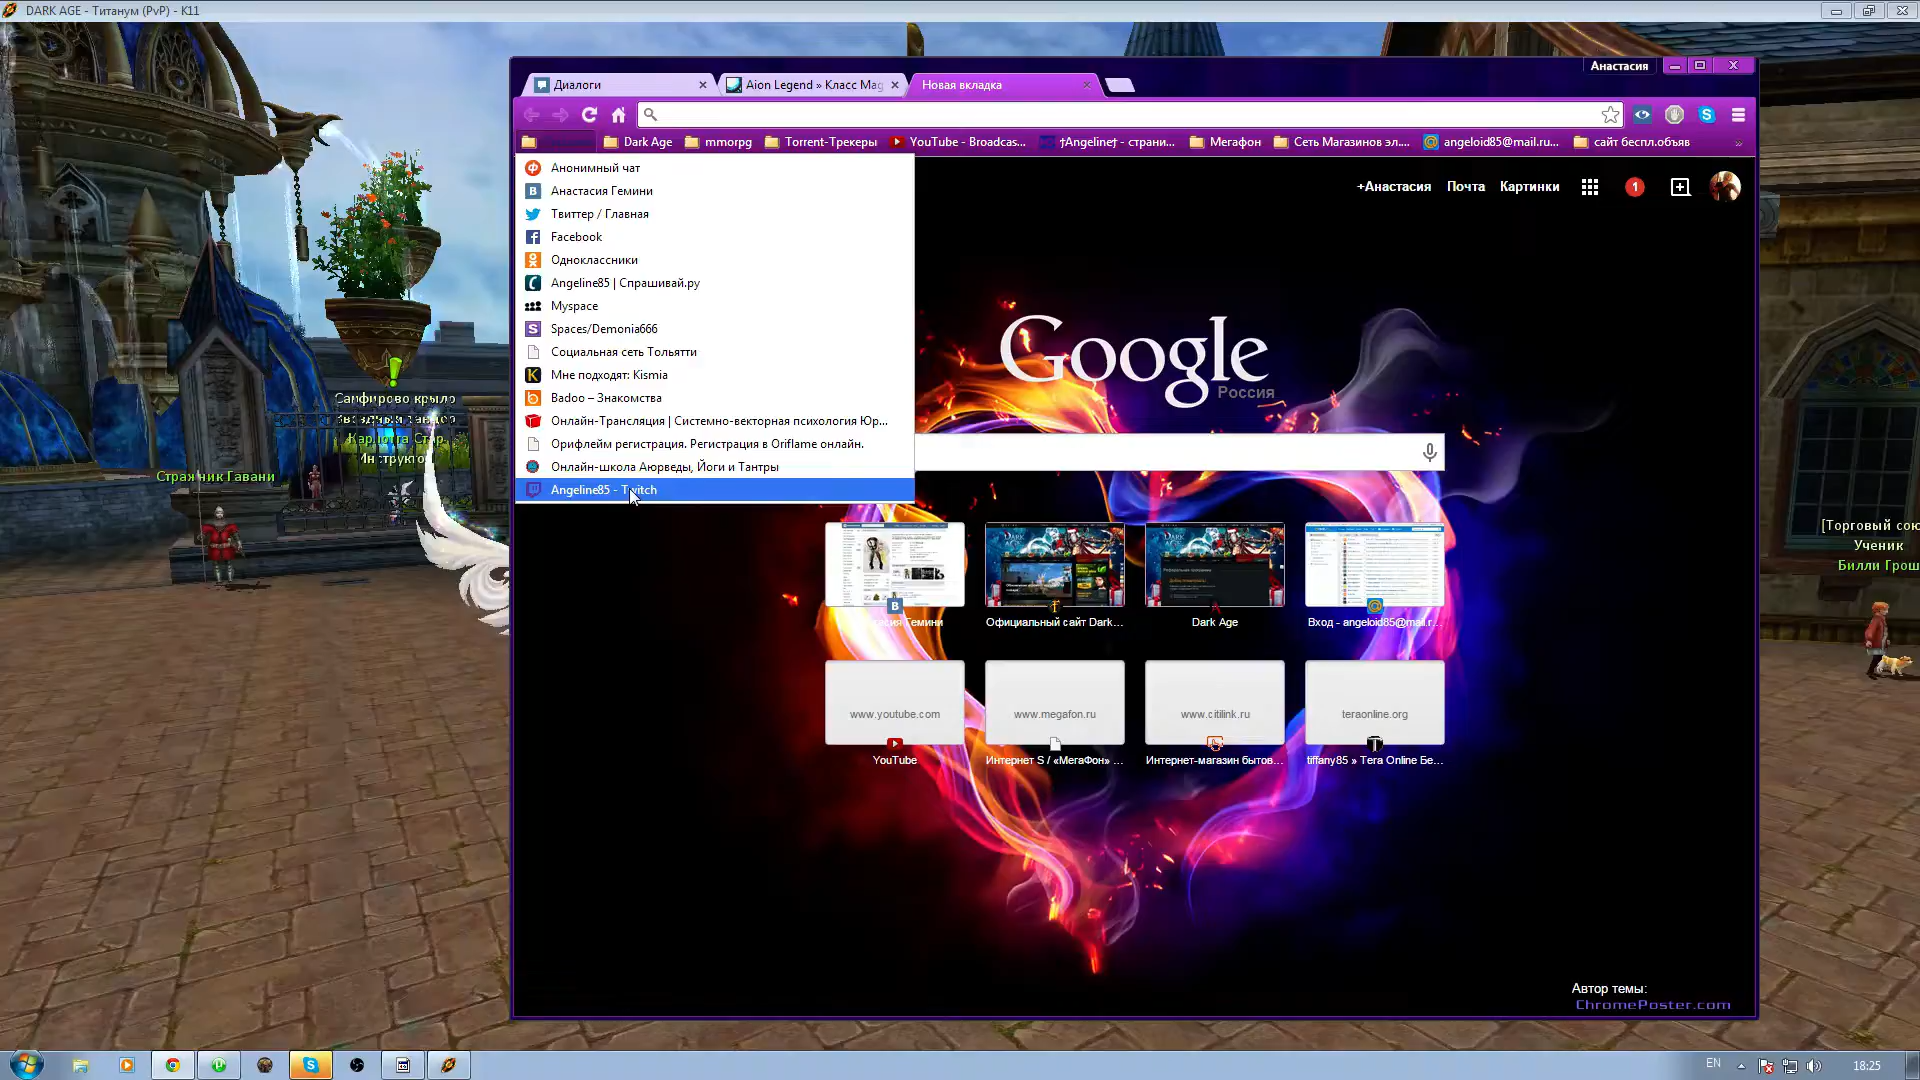 DARK AGE - Титанум (PvP) - K11
Анастасия
Диалоги
Aion Legend » Класс Маg
Новая вкладка
Dark Age
mmorpg
Torrent-Трекеры
YouTube - Broadcas...
†Angeline† - страни...
Мегафон
Сеть Магазинов эл....
angeloid85@mail.ru...
сайт беспл.объяв
»
Анонимный чат
Анастасия Гемини
Твиттер / Главная
Facebook
Одноклассники
Angeline85 | Спрашивай.ру
Myspace
Spaces/Demonia666
Социальная сеть Тольятти
Мне подходят: Kismia
Badoo – Знакомства
Онлайн-Трансляция | Системно-векторная психология Юр...
Орифлейм регистрация. Регистрация в Oriflame онлайн.
Онлайн-школа Аюрведы, Йоги и Тантры
Angeline85 - Twitch
+Анастасия
Почта
Картинки
1
Google
Россия
Сапфирово крыло
Инструктор
Стражник Гавани
[Торговый сою
Ученик
Билли Грош
Гемини
Официальный сайт Dark...
Dark Age
Вход - angeloid85@mail.r...
www.youtube.com
www.megafon.ru
www.citilink.ru
teraonline.org
YouTube
Интернет S / «МегаФон» ...
Интернет-магазин бытов...
tiffany85 » Tera Online Бе...
Автор темы:
ChromePoster.com
EN
18:25